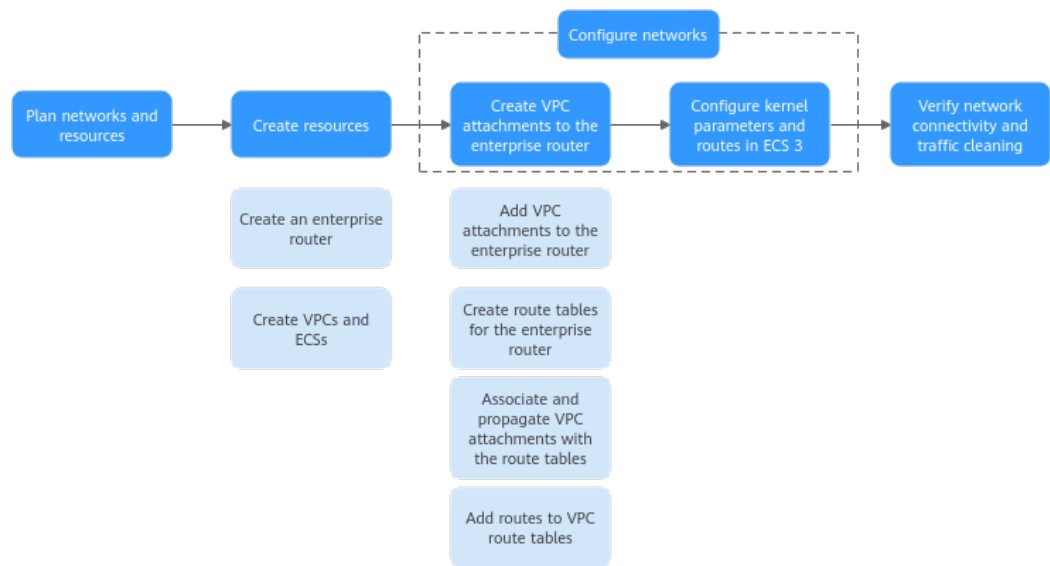 Configure networks
Plan networks and
resources
Create resources
Create VPC
attachments to the
enterprise router
Configure kernel
parameters and
routes in ECS 3
Verify network
connectivity and
traffic cleaning
Create an enterprise
router
Create VPCs and
ECSs
Add VPC
attachments to the
enterprise router
Create route tables
for the enterprise
router
Associate and
propagate VPC
attachments with
the route tables
Add routes to VPC
route tables